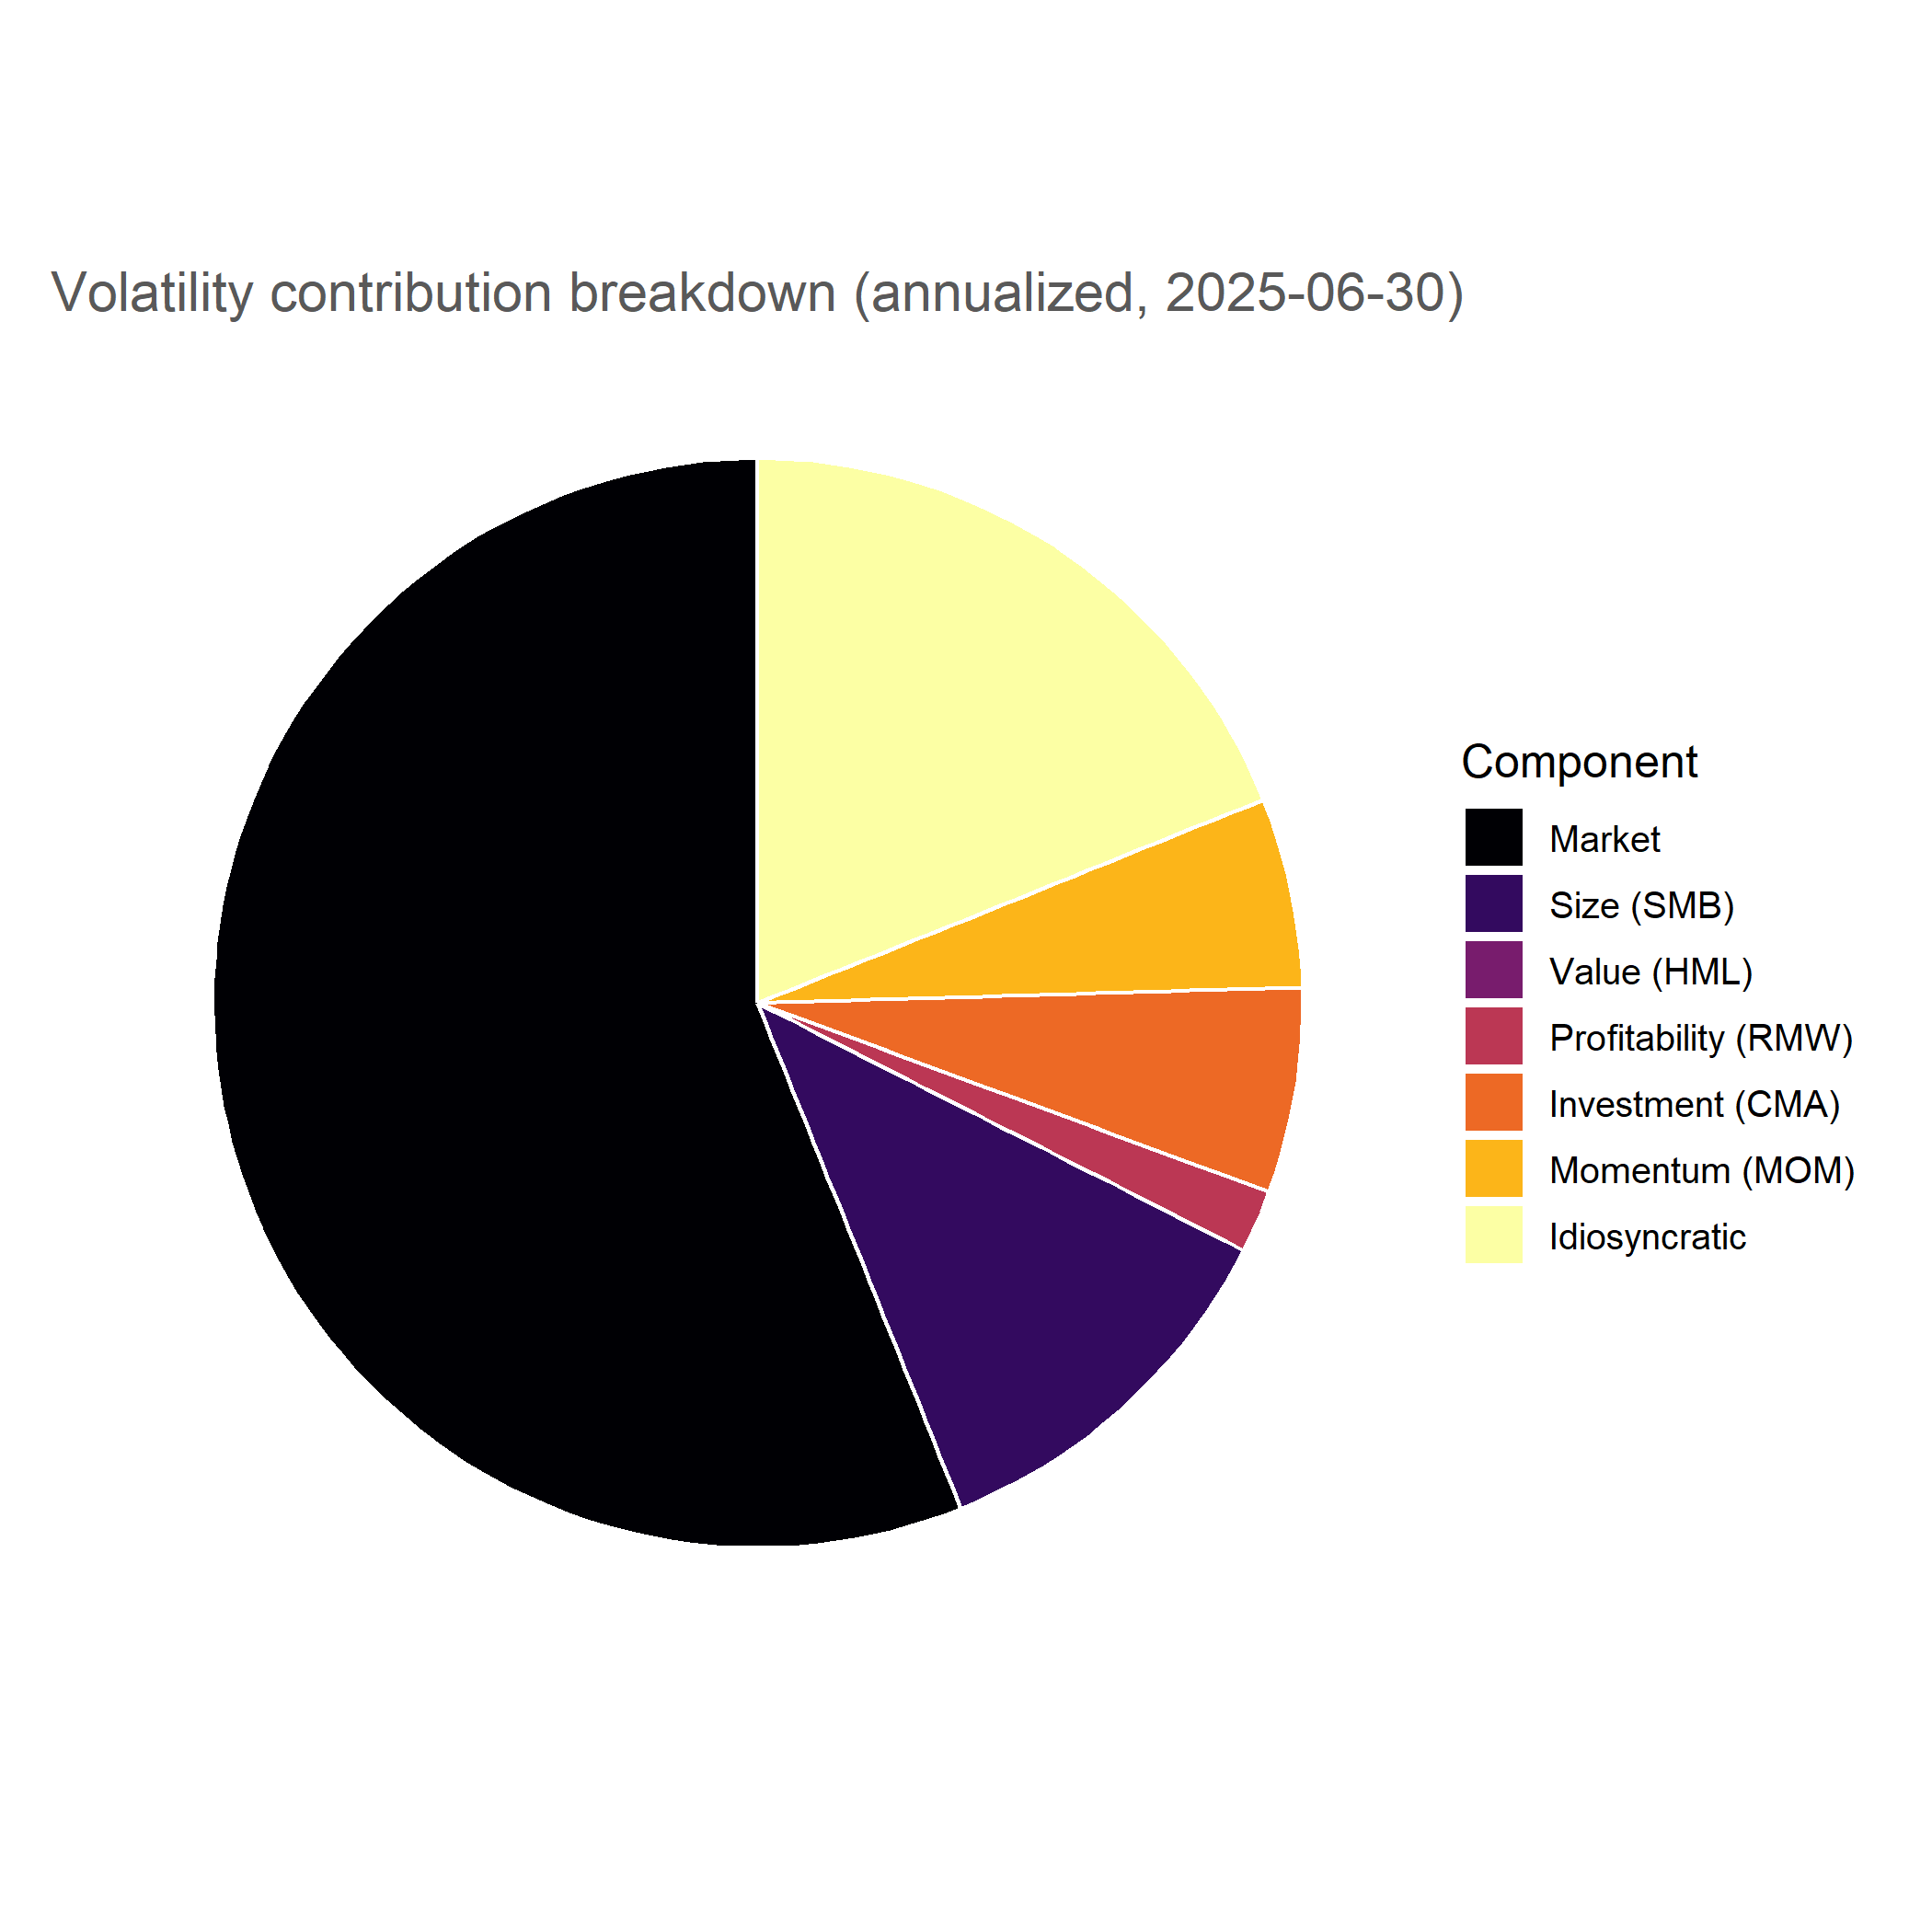 Volatility contribution breakdown (annualized, 2025-06-30)
Component
Market
Size (SMB)
Value (HML)
Profitability (RMW)
Investment (CMA)
Momentum (MOM)
Idiosyncratic